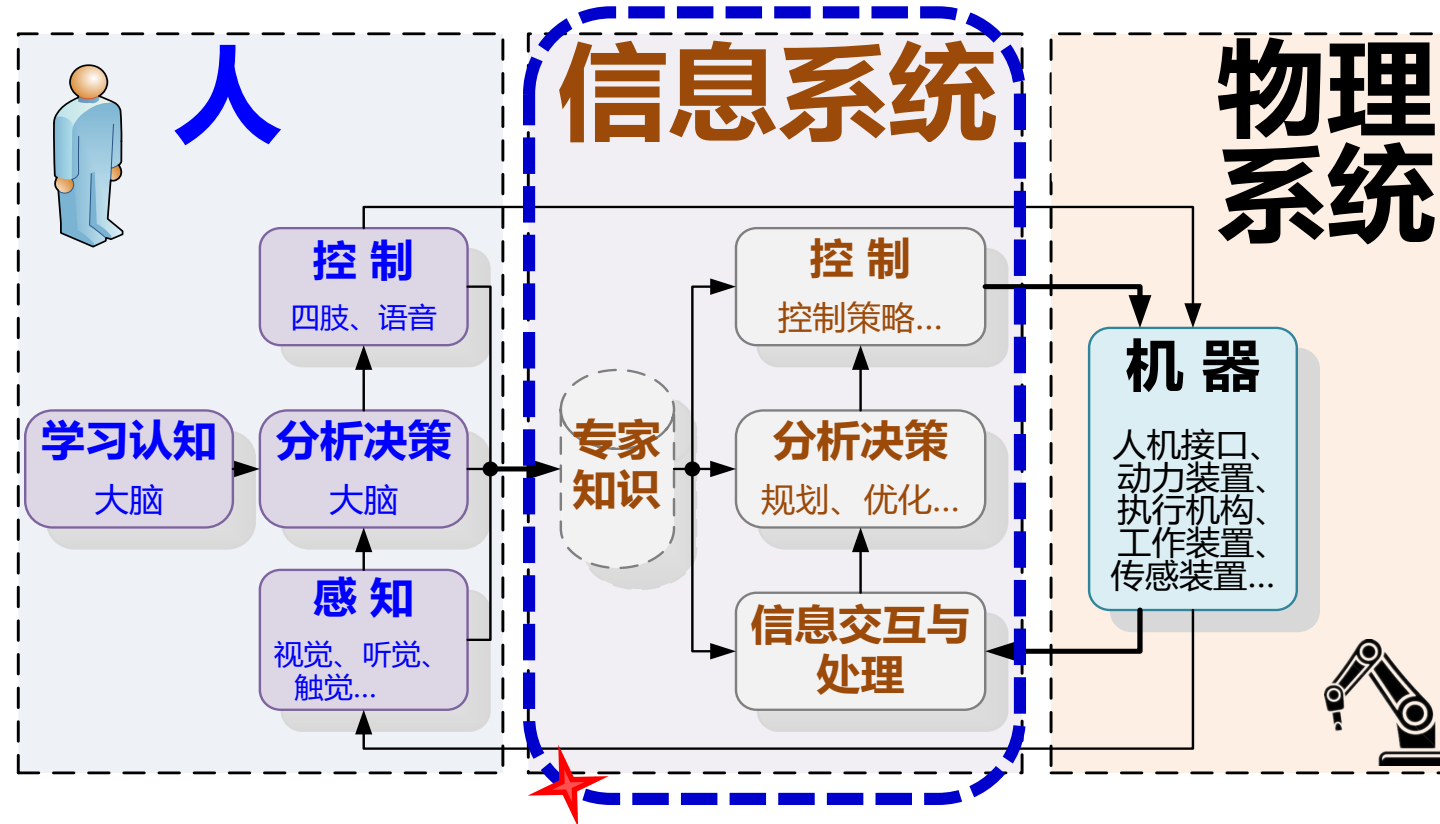 人
控 制
四肢、语音
学习认知
大脑
分析决策
大脑
感 知
视觉、听觉、
触觉...
信息系统
专家
知识
控 制
控制策略...
分析决策
规划、优化...
信息交互与
处理
物理
系统
机 器
人机接口、
动力装置、
执行机构、
工作装置、
传感装置...